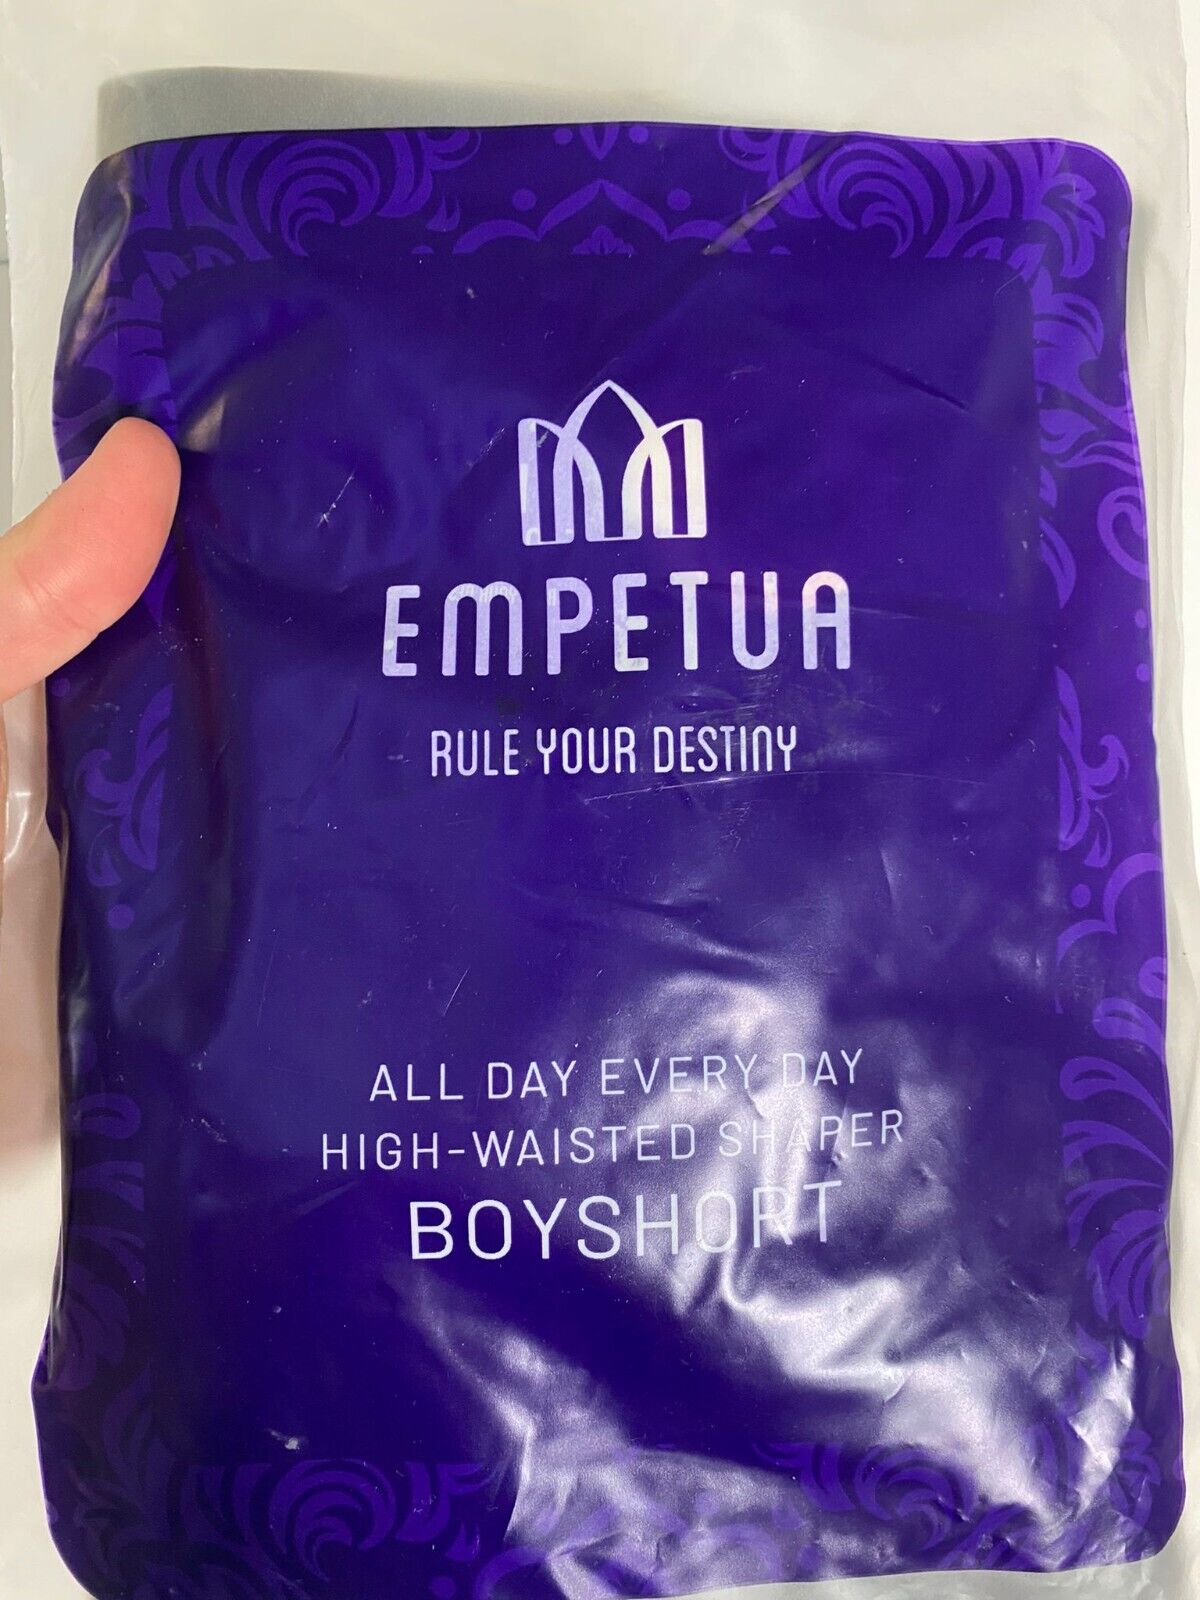 EMPETUA
RULE YOUR DESTINY
ALL DAY EVERY DAY
HIGH-WAISTED SHAPER
BOYSHORT